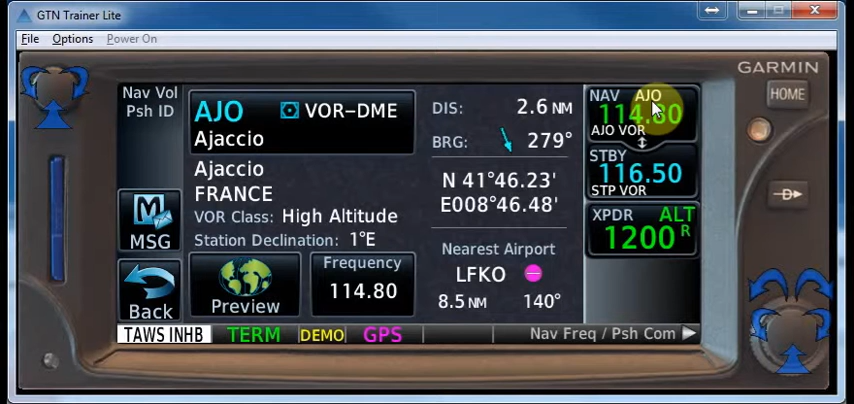 GTN Trainer Lite
File Options Power On
GARMIN
Nav Vol
Psh ID
AJO VOR-DME
Ajaccio
DIS: 2.6 NM
BRG: 279°
NAV AJO
114.80
AJO VOR
HOME
Ajaccio
FRANCE
VOR Class: High Altitude
Station Declination: 1°E
N 41°46.23'
E008°46.48'
STBY
116.50
STP VOR
D
MSG
XPDR ALT
1200 R
Back
Preview
Frequency
114.80
Nearest Airport
LFKO
8.5 NM 140°
TAWS INHB TERM DEMO GPS Nav Freq / Psh Com